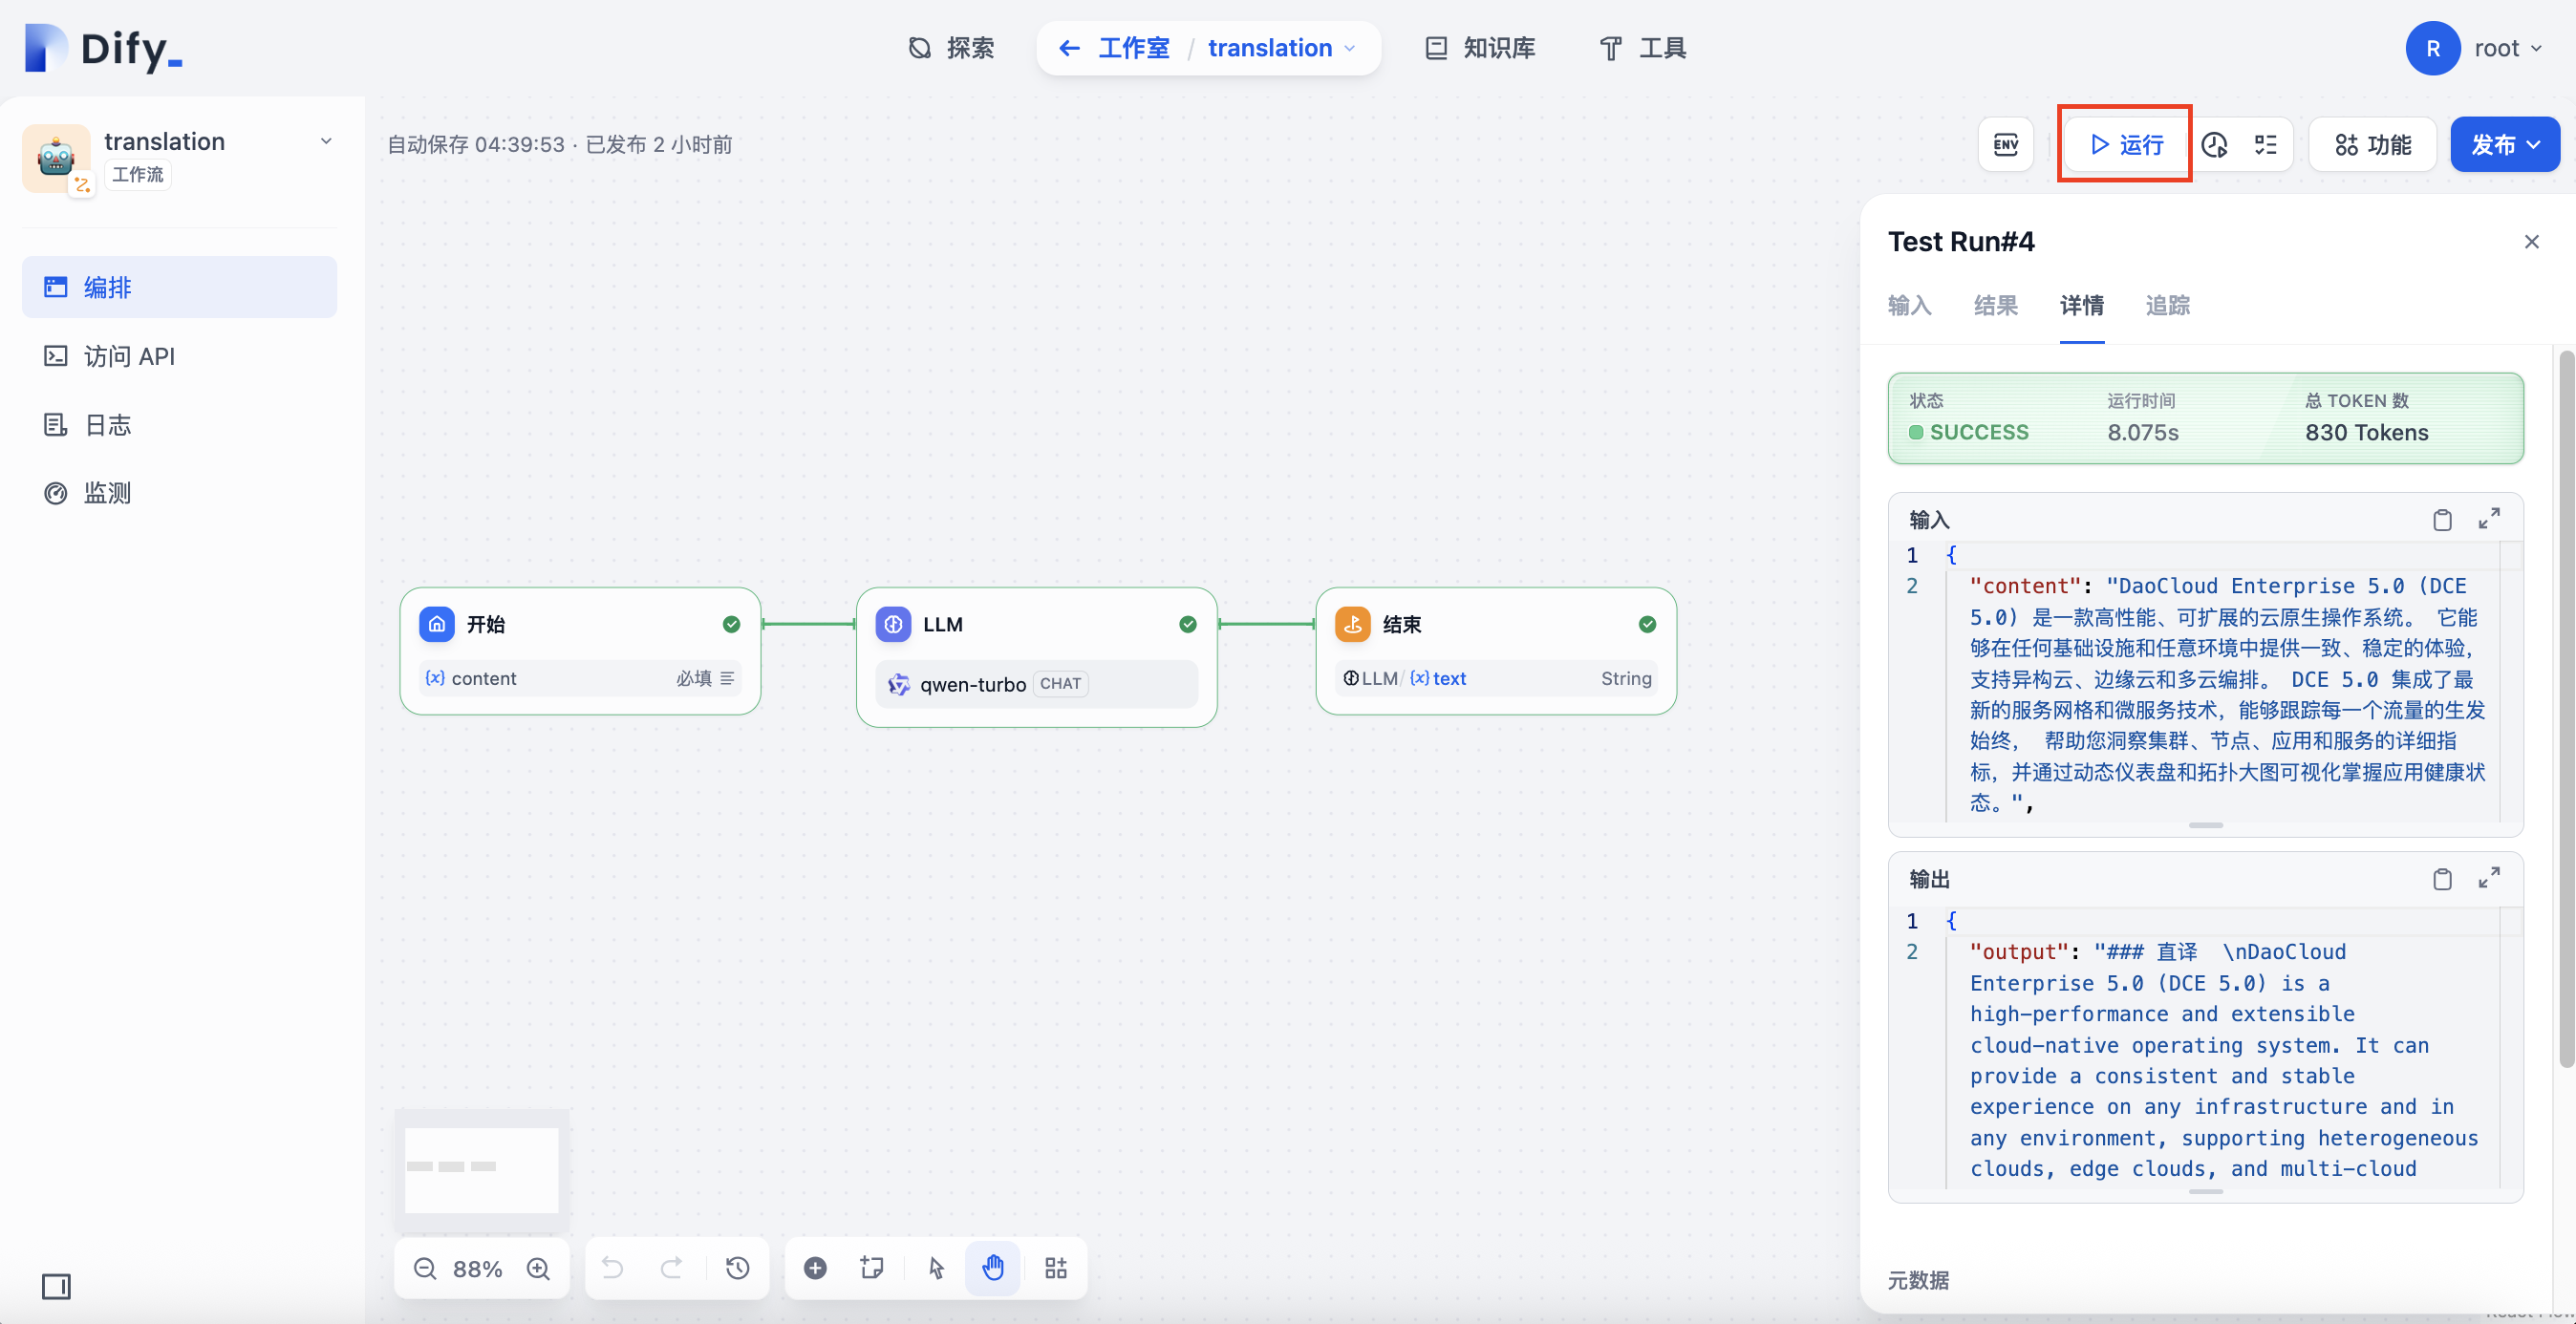 Dify_
探索
工作室 / translation
知识库
工具
R
root
translation
工作流
编排
访问 API
日志
监测
自动保存 04:39:53 · 已发布 2 小时前
ENV
运行
功能
发布
开始
{x} content
必填
LLM
qwen-turbo CHAT
结束
LLM / {x} text
String
88%
Test Run#4
输入
结果
详情
追踪
状态
运行时间
总 TOKEN 数
SUCCESS
8.075s
830 Tokens
输入
1 {
2 "content": "DaoCloud Enterprise 5.0 (DCE
5.0) 是一款高性能、可扩展的云原生操作系统。 它能
够在任何基础设施和任意环境中提供一致、稳定的体验,
支持异构云、边缘云和多云编排。 DCE 5.0 集成了最
新的服务网格和微服务技术，能够跟踪每一个流量的生发
始终， 帮助您洞察集群、节点、应用和服务的详细指
标，并通过动态仪表盘和拓扑大图可视化掌握应用健康状
态。",
输出
1 {
2 "output": "### 直译  \nDaoCloud
Enterprise 5.0 (DCE 5.0) is a
high-performance and extensible
cloud-native operating system. It can
provide a consistent and stable
experience on any infrastructure and in
any environment, supporting heterogeneous
clouds, edge clouds, and multi-cloud
元数据